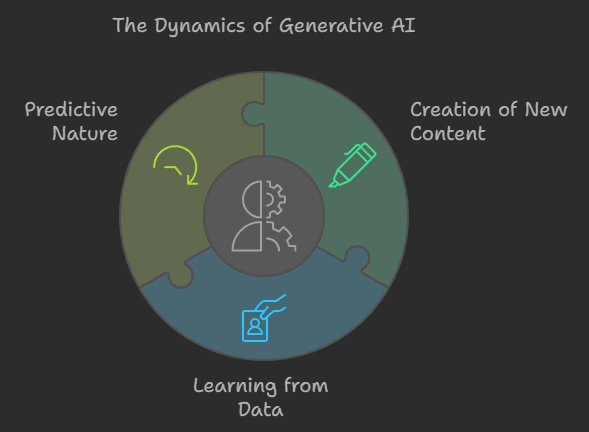 The Dynamics of Generative AI
Predictive
Nature
Creation of New
Content
Learning from
Data